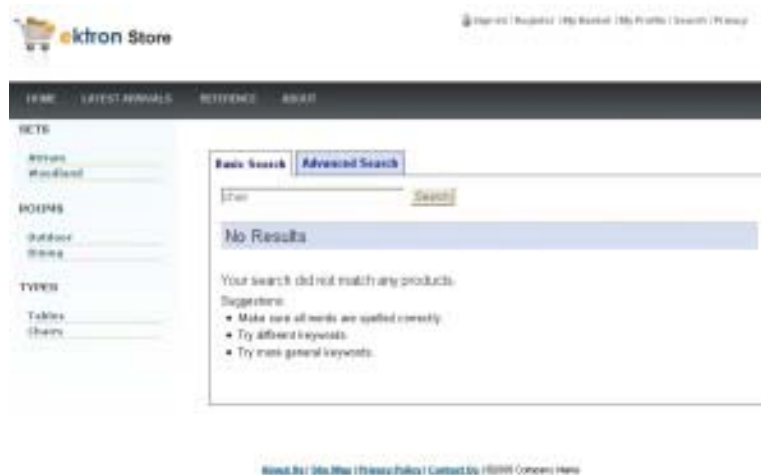 ektron Store
Sign In | Register | My Basket | My Profile | Search | Privacy
HOME LATEST ARRIVALS REFERENCE ABOUT
SETS
Atrium
Woodland
ROOMS
Outdoor
Dining
TYPES
Tables
Chairs
Basic Search Advanced Search
Search
No Results
Your search did not match any products.
Suggestions:
• Make sure all words are spelled correctly.
• Try different keywords.
• Try more general keywords.
About Us | Site Map | Privacy Policy | Contact Us | Company Name